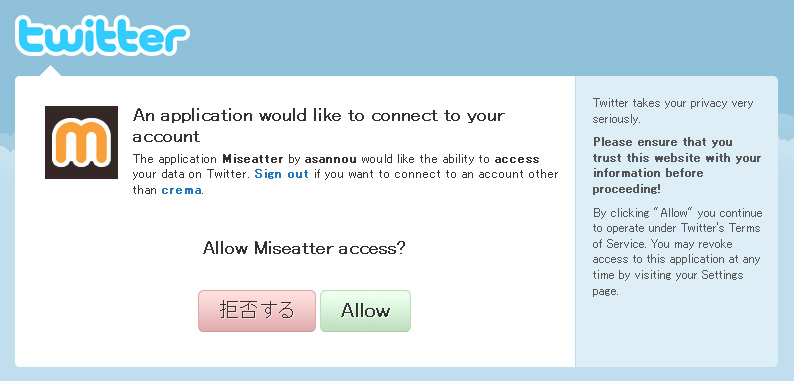 twitter
An application would like to connect to your
account
The application Miseatter by asannou would like the ability to access
your data on Twitter. Sign out if you want to connect to an account other
than crema.
Allow Miseatter access?
拒否する
Allow
Twitter takes your privacy very
seriously.
Please ensure that you
trust this website with your
information before
proceeding!
By clicking "Allow" you continue
to operate under Twitter's Terms
of Service. You may revoke
access to this application at any
time by visiting your Settings
page.